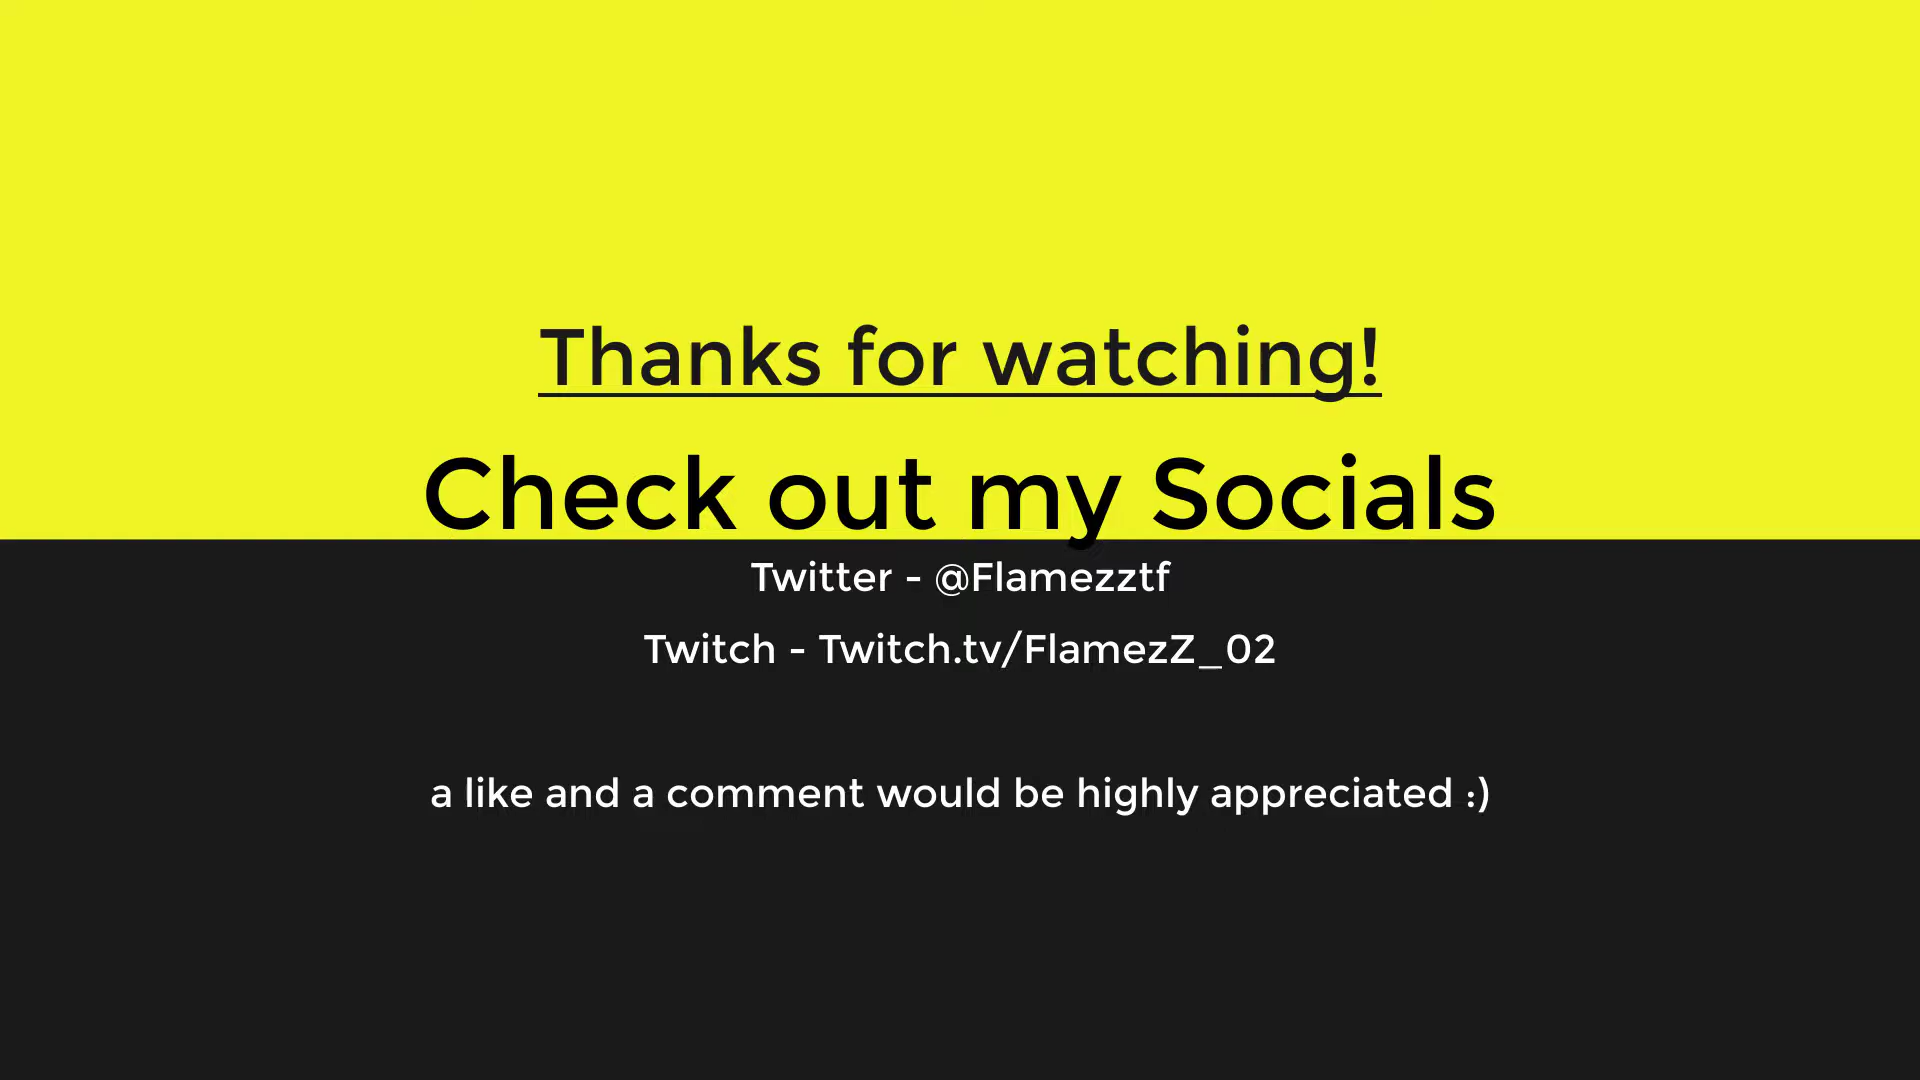 Thanks for watching!
Check out my Socials
Twitter - @Flamezztf
Twitch - Twitch.tv/FlamezZ_02
a like and a comment would be highly appreciated :)